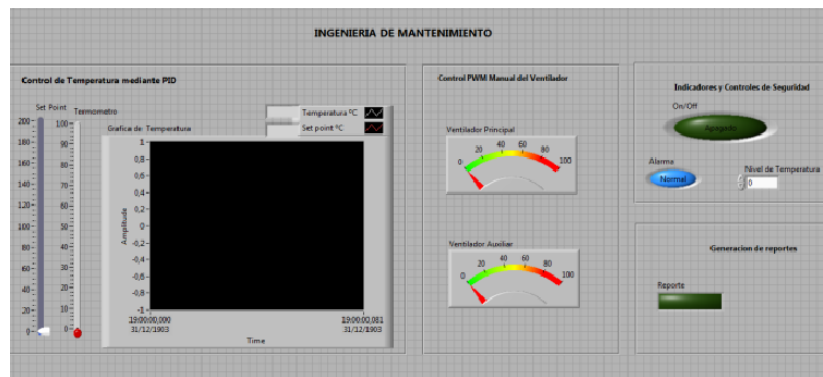 INGENIERIA DE MANTENIMIENTO
Control de Temperatura mediante PID
Set Point
Termometro
200
180
160
140
120
100
80
60
40
20
0
100
90
80
70
60
50
40
30
20
10
0
Temperatura ºC
Set point ºC
Grafica de Temperatura
1
0,8
0,6
0,4
0,2
0
-0,2
-0,4
-0,6
-0,8
-1
Amplitude
19:00:00,000
31/12/1903
19:00:00,081
31/12/1903
Time
Control PWM Manual del Ventilador
Ventilador Principal
0 20 40 60 80 100
Ventilador Auxiliar
0 20 40 60 80 100
Indicadores y Controles de Seguridad
On/Off
Apagado
Alarma
Normal
Nivel de Temperatura
0
Generacion de reportes
Reporte